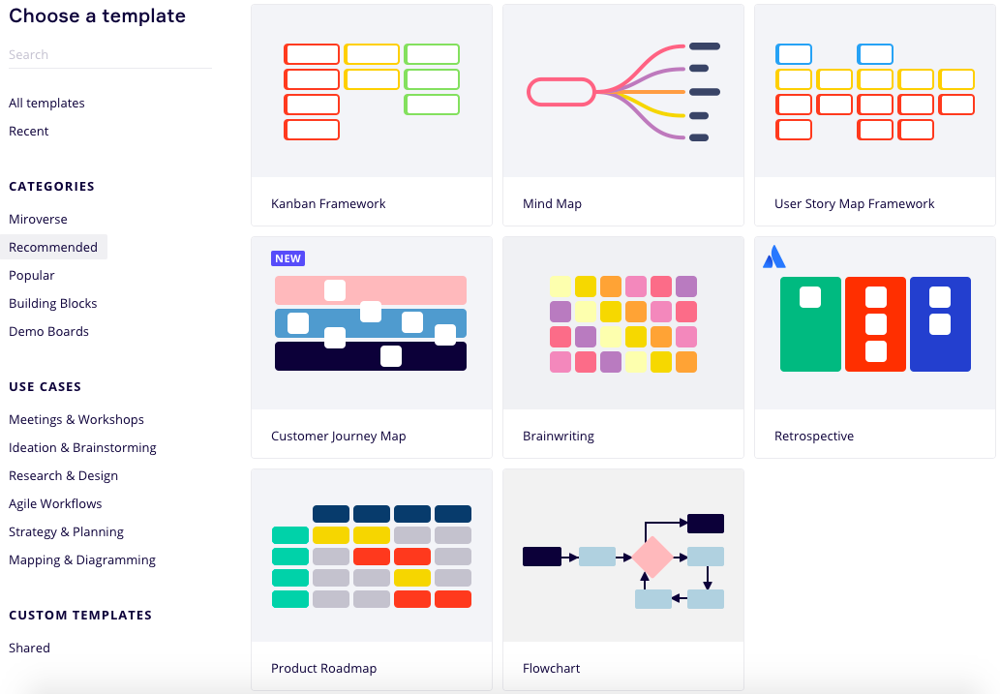 Choose a template
Search
All templates
Recent
CATEGORIES
Miroverse
Recommended
Popular
Building Blocks
Demo Boards
USE CASES
Meetings & Workshops
Ideation & Brainstorming
Research & Design
Agile Workflows
Strategy & Planning
Mapping & Diagramming
CUSTOM TEMPLATES
Shared
Kanban Framework
Mind Map
User Story Map Framework
NEW
Customer Journey Map
Brainwriting
Retrospective
Product Roadmap
Flowchart